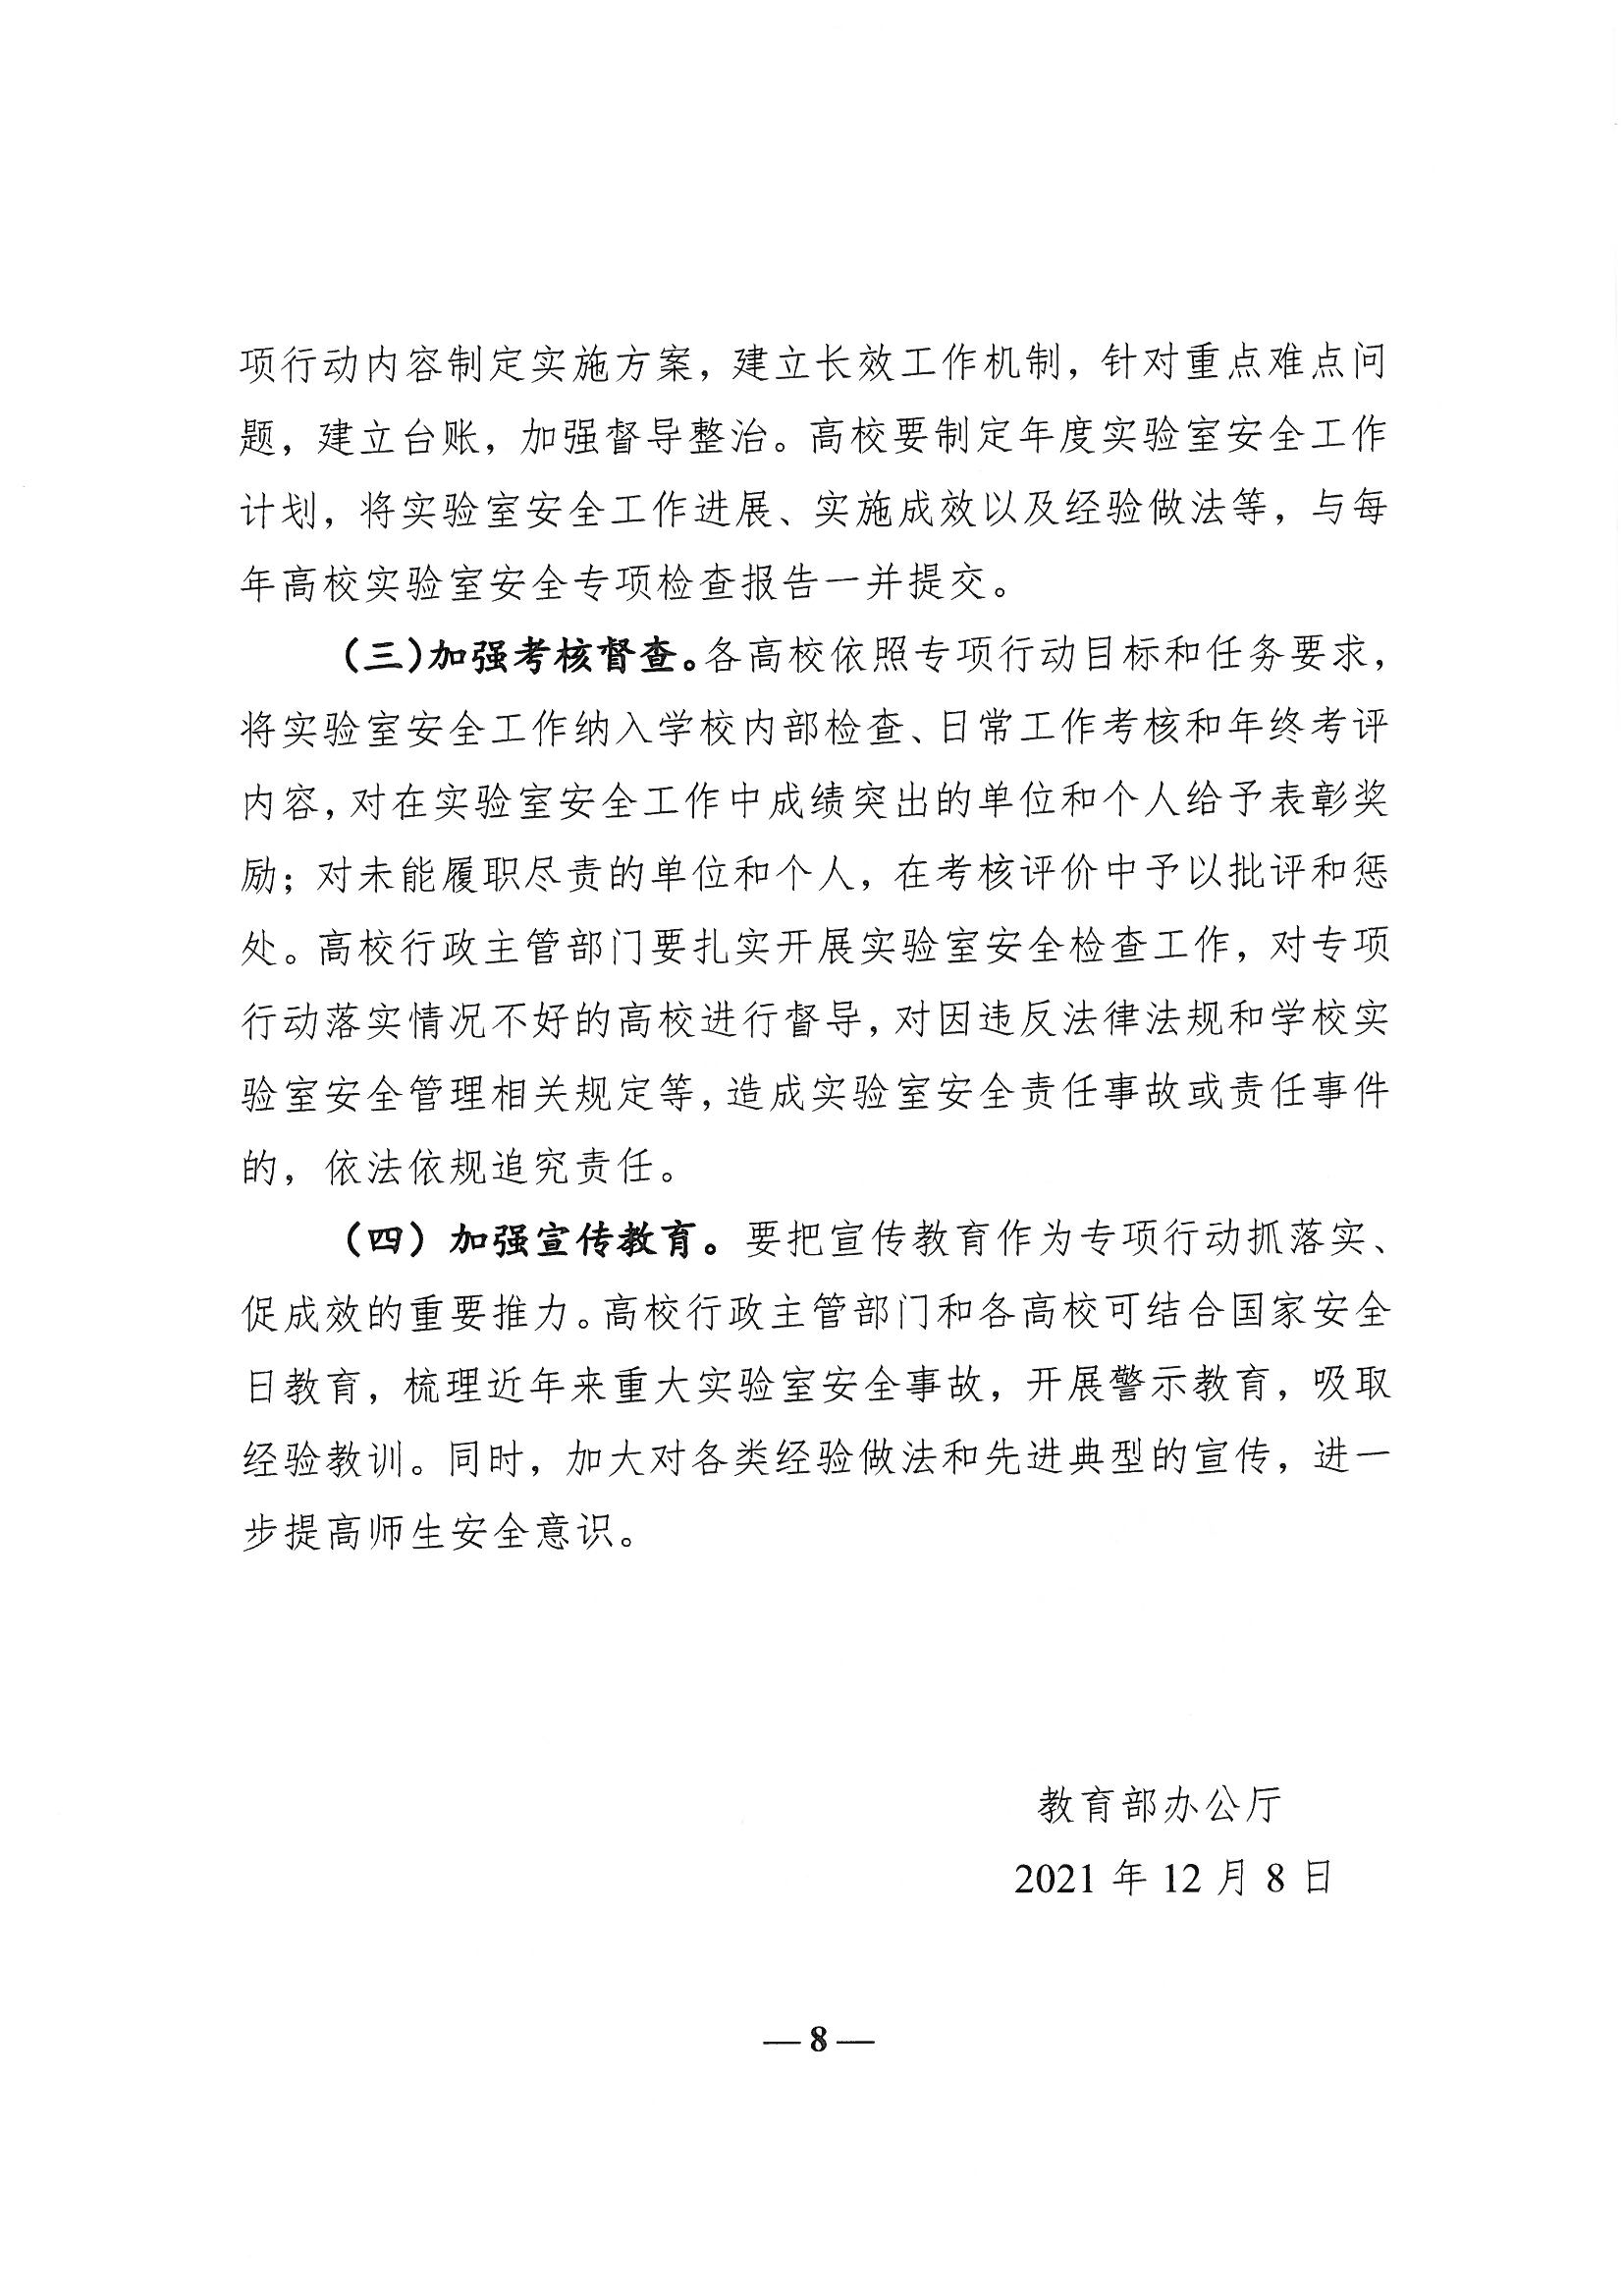 项行动内容制定实施方案，建立长效工作机制，针对重点难点问
题，建立台账，加强督导整治。高校要制定年度实验室安全工作
计划，将实验室安全工作进展、实施成效以及经验做法等，与每
年高校实验室安全专项检查报告一并提交。
（三）加强考核督查。各高校依照专项行动目标和任务要求，
将实验室安全工作纳入学校内部检查、日常工作考核和年终考评
内容，对在实验室安全工作中成绩突出的单位和个人给予表彰奖
励；对未能履职尽责的单位和个人，在考核评价中予以批评和惩
处。高校行政主管部门要扎实开展实验室安全检查工作，对专项
行动落实情况不好的高校进行督导，对因违反法律法规和学校实
验室安全管理相关规定等，造成实验室安全责任事故或责任事件
的，依法依规追究责任。
（四）加强宣传教育。要把宣传教育作为专项行动抓落实、
促成效的重要推力。高校行政主管部门和各高校可结合国家安全
日教育，梳理近年来重大实验室安全事故，开展警示教育，吸取
经验教训。同时，加大对各类经验做法和先进典型的宣传，进一
步提高师生安全意识。
教育部办公厅
2021 年 12 月 8 日
— 8 —